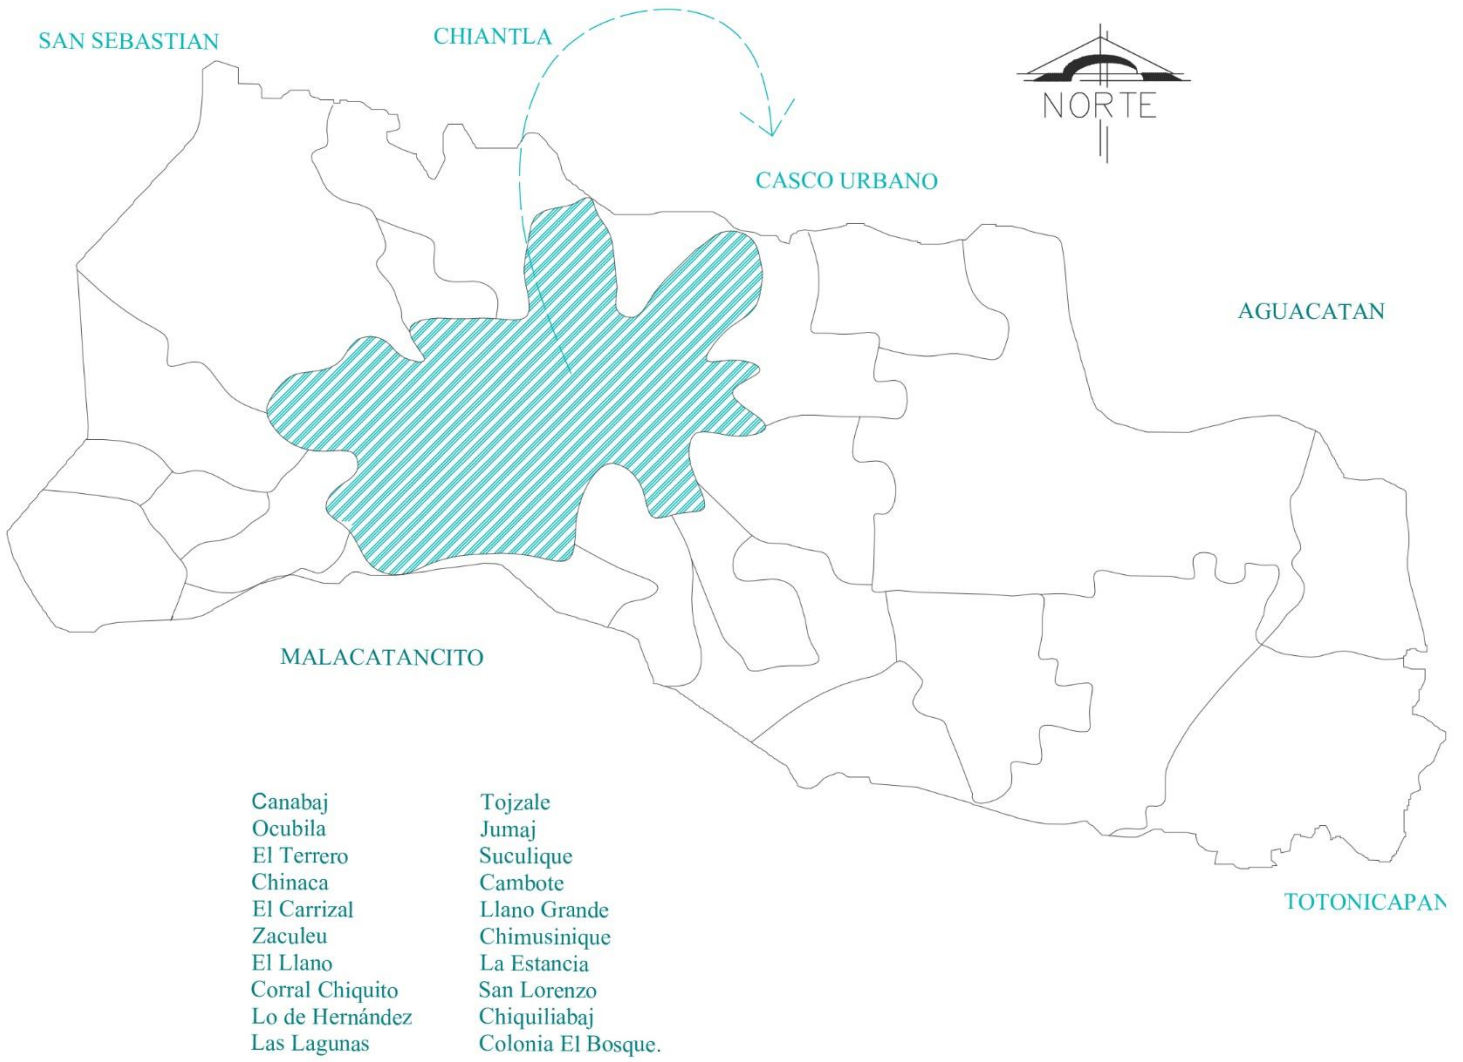 SAN SEBASTIAN
CHIANTLA
NORTE
CASCO URBANO
AGUACATAN
MALACATANCITO
TOTONICAPAN
Canabaj
Ocubila
El Terrero
Chinaca
El Carrizal
Zaculeu
El Llano
Corral Chiquito
Lo de Hernández
Las Lagunas
Tojzale
Jumaj
Suculique
Cambote
Llano Grande
Chimusinique
La Estancia
San Lorenzo
Chiquiliabaj
Colonia El Bosque.